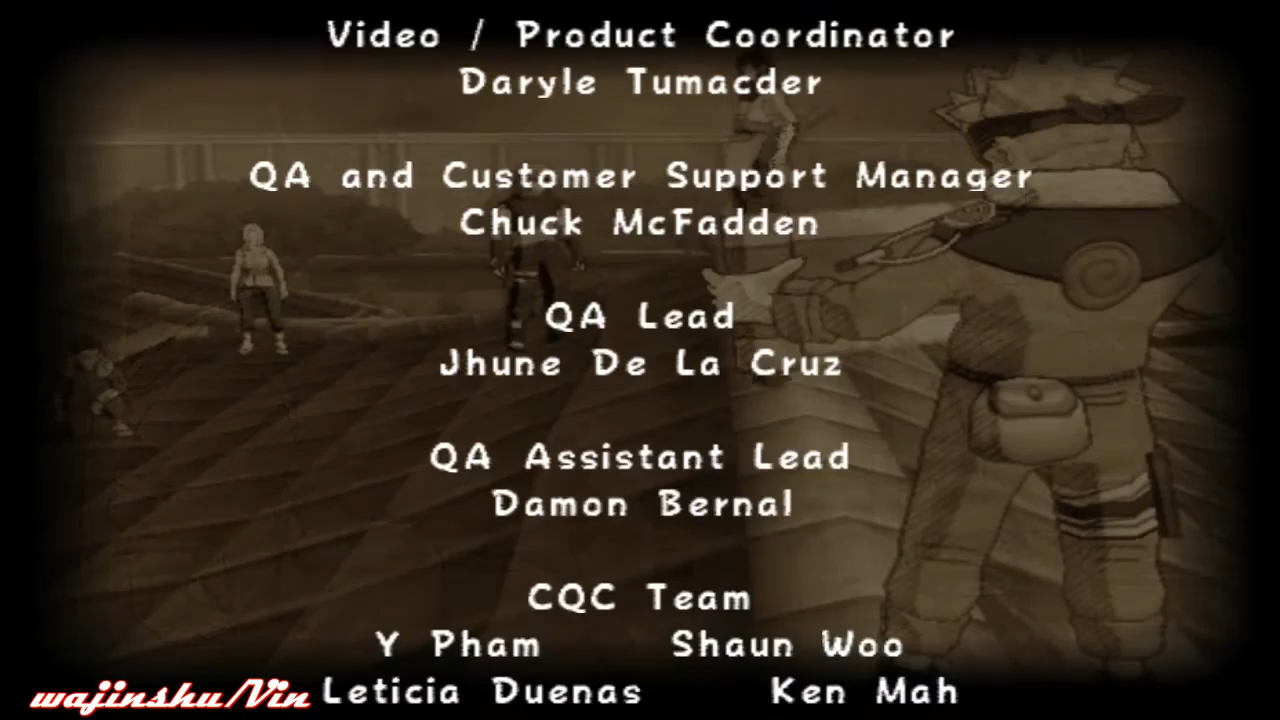 Video / Product Coordinator
Daryle Tumacder
QA and Customer Support Manager
Chuck McFadden
QA Lead
Jhune De La Cruz
QA Assistant Lead
Damon Bernal
CQC Team
Y Pham Shaun Woo
Leticia Duenas Ken Mah
wajinshu/Vin